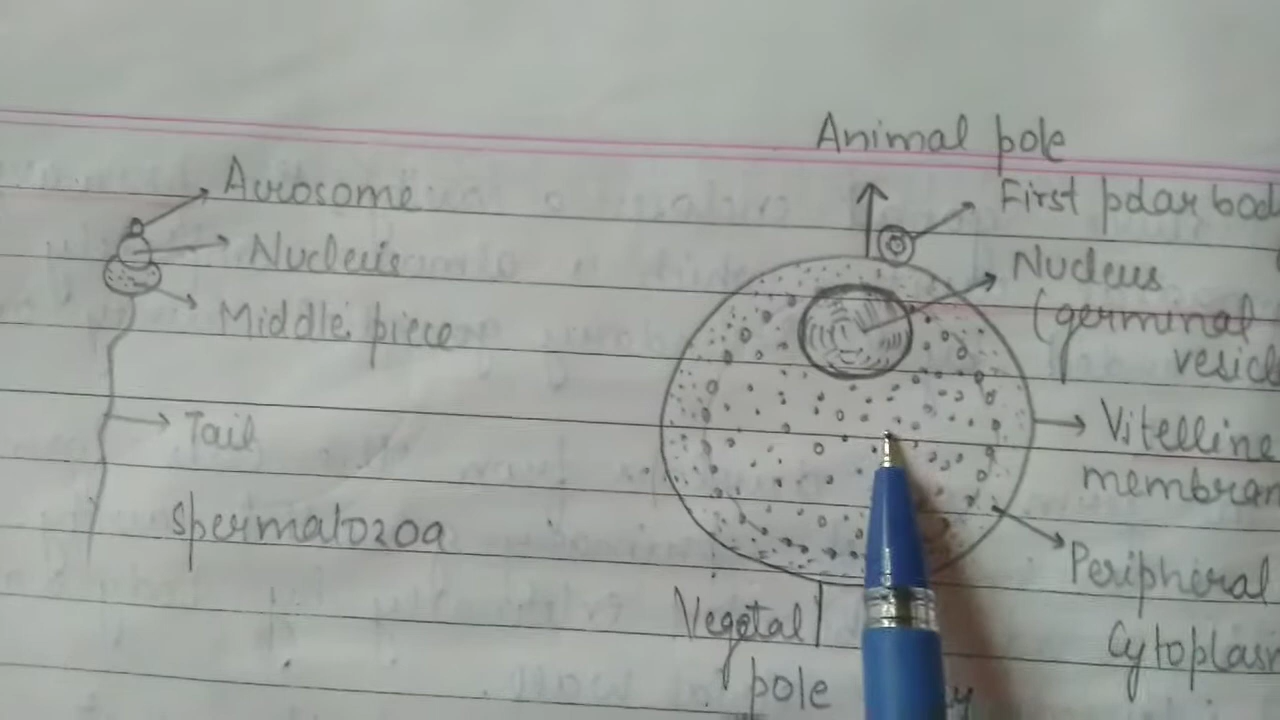 Animal pole
Acrosome
First polar bod
Nucleus
Nucleus
(germinal
vesicl
Middle piece
Tail
Vitelline
membran
Spermatozoa
Peripheral
Cytoplasm
Vegetal
pole